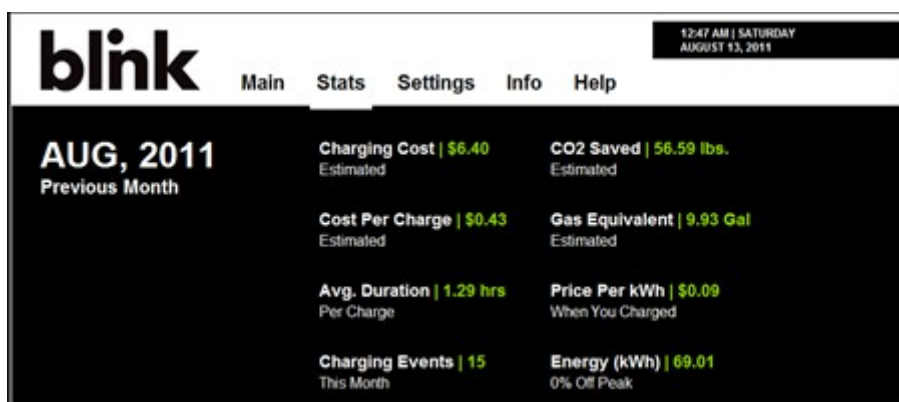 blink
12:47 AM | SATURDAY
AUGUST 13, 2011
Main Stats Settings Info Help
AUG, 2011
Previous Month
Charging Cost | $6.40
Estimated
CO2 Saved | 56.59 lbs.
Estimated
Cost Per Charge | $0.43
Estimated
Gas Equivalent | 9.93 Gal
Estimated
Avg. Duration | 1.29 hrs
Per Charge
Price Per kWh | $0.09
When You Charged
Charging Events | 15
This Month
Energy (kWh) | 69.01
0% Off Peak